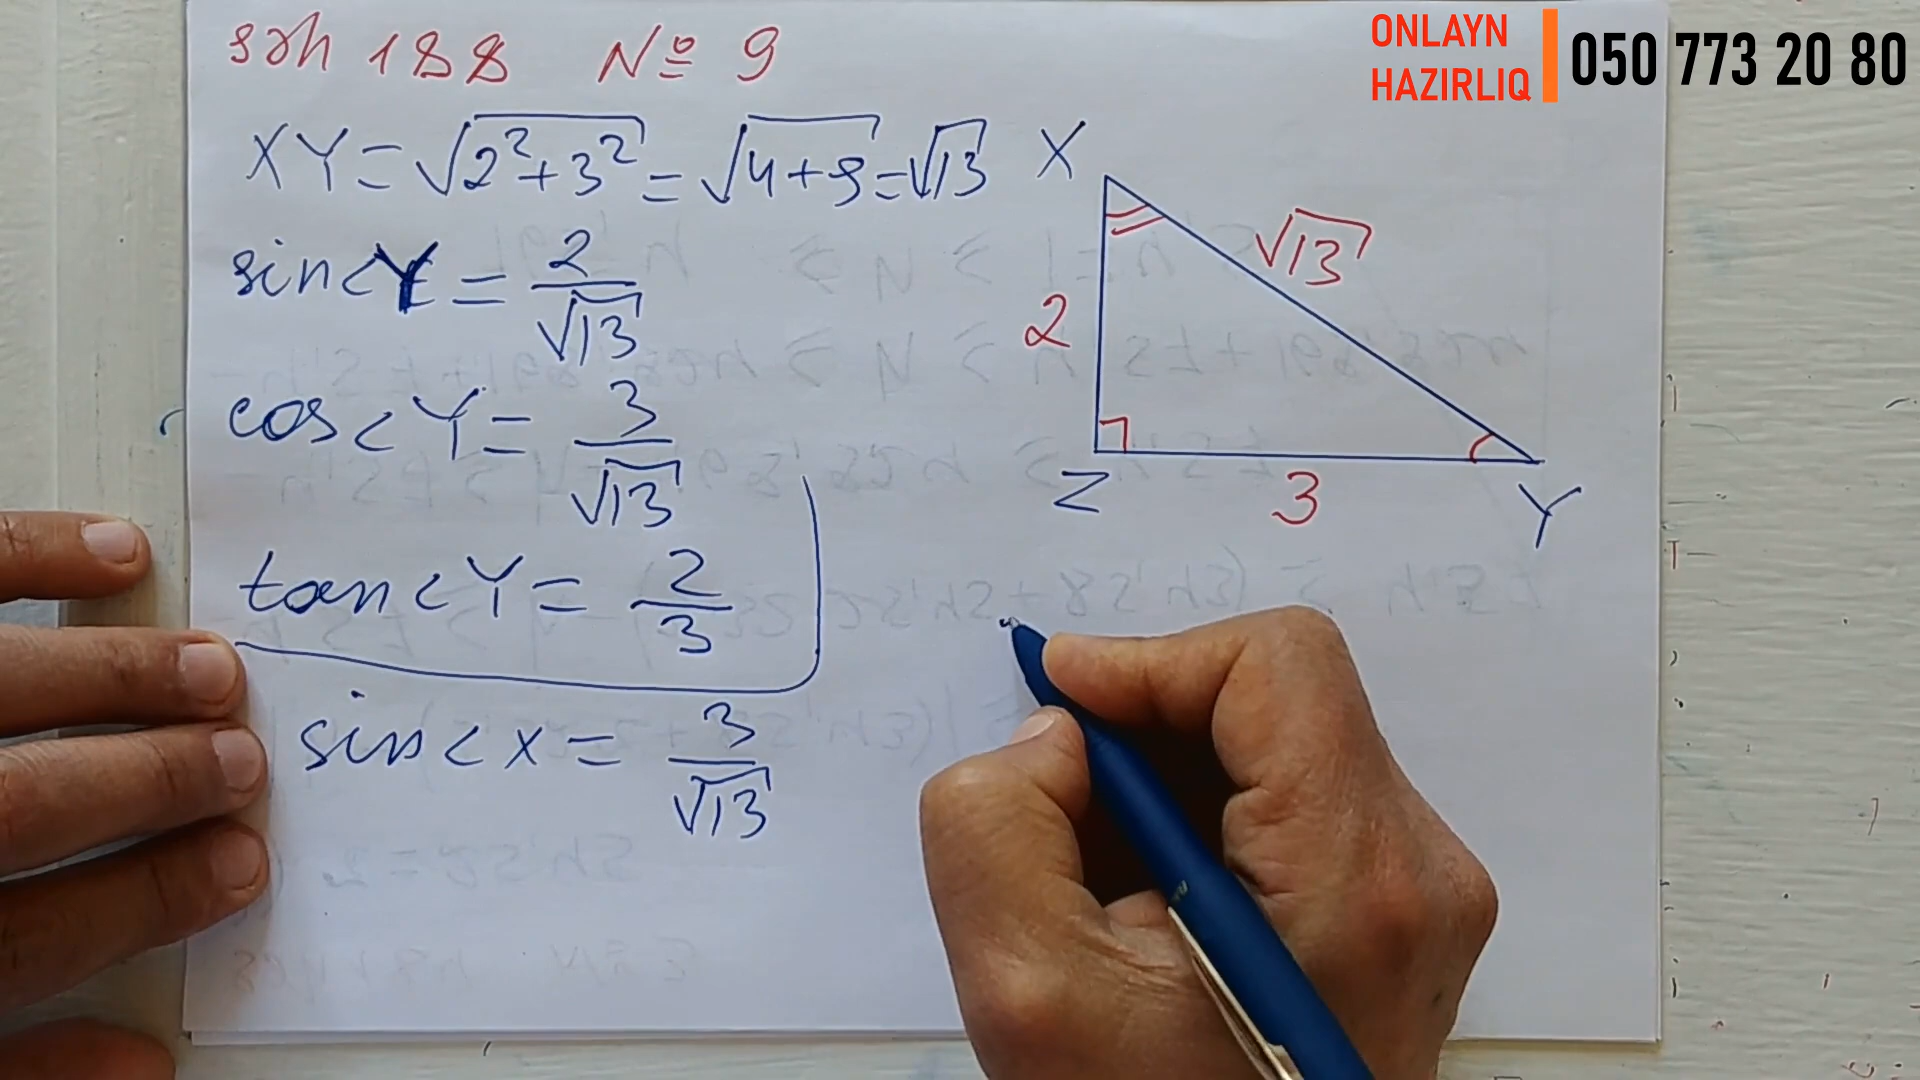 ONLAYN
HAZIRLIQ
050 773 20 80
səh 188 № 9
XY = √2²+3² = √4+9 = √13
sin<Y = 2/√13
cos<Y = 3/√13
tan<Y = 2/3
sin<x = 3/√13
X
√13
2
Z
3
Y